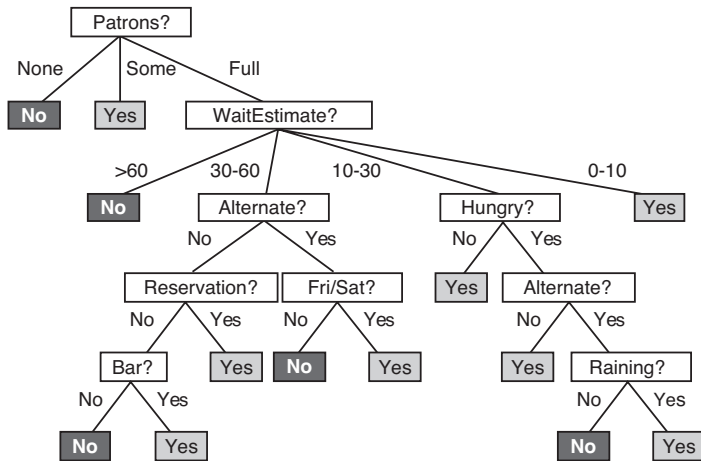 Patrons?
None Some Full
No Yes WaitEstimate?
>60 30-60 10-30 0-10
No Alternate? Hungry? Yes
No Yes No Yes
Reservation? Fri/Sat? Yes Alternate?
No Yes No Yes No Yes
Bar? Yes No Yes Yes Raining?
No Yes No Yes
No Yes No Yes